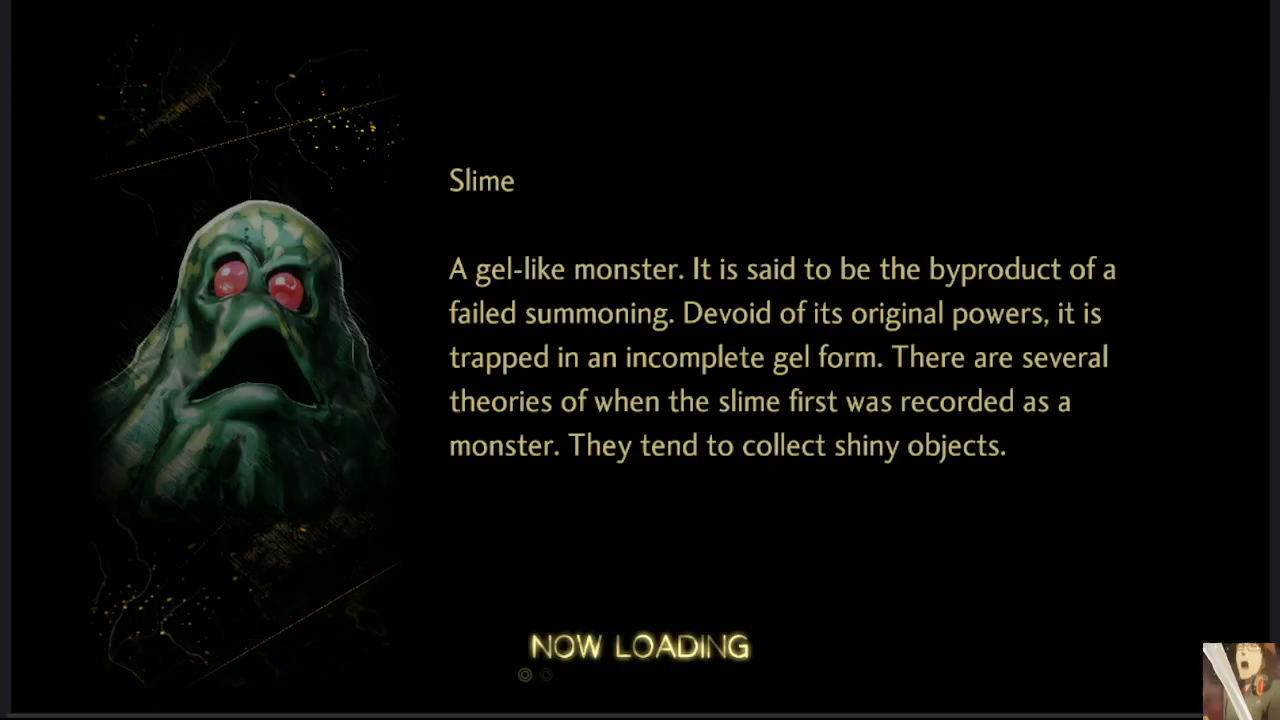 Slime
A gel-like monster. It is said to be the byproduct of a
failed summoning. Devoid of its original powers, it is
trapped in an incomplete gel form. There are several
theories of when the slime first was recorded as a
monster. They tend to collect shiny objects.
NOW LOADING